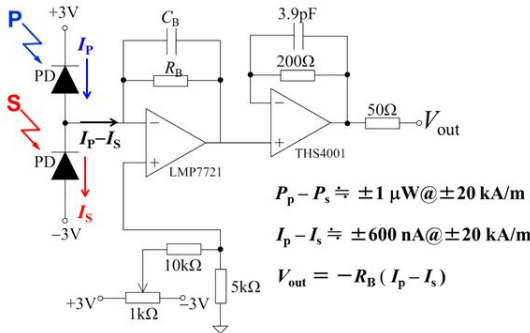 +3V
P
I_P
PD
S
I_P–I_S
PD
I_S
−3V
C_B
R_B
−
+
LMP7721
3.9pF
200Ω
−
+
THS4001
50Ω
V_out
10kΩ
5kΩ
+3V
1kΩ
−3V
P_p – P_s ≒ ±1 μW@±20 kA/m
I_p – I_s ≒ ±600 nA@±20 kA/m
V_out = −R_B ( I_p – I_s )